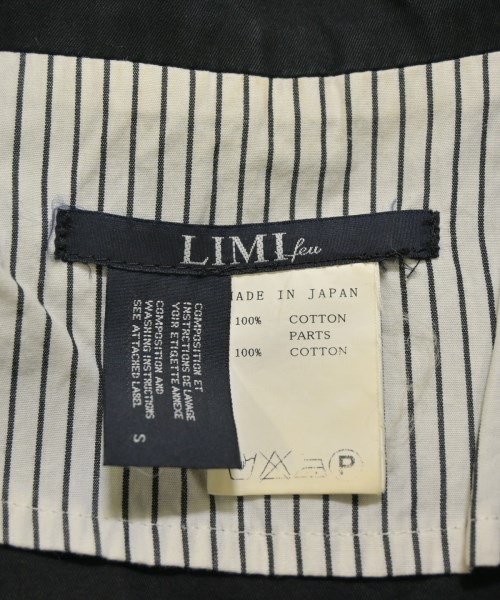 LIMI feu
MADE IN JAPAN
100% COTTON
PARTS
100% COTTON
COMPOSITION ET
INSTRUCTIONS DE LAVAGE
VOIR ETIQUETTE ANNEXE
COMPOSITION AND
WASHING INSTRUCTIONS
SEE ATTACHED LABEL
S
P